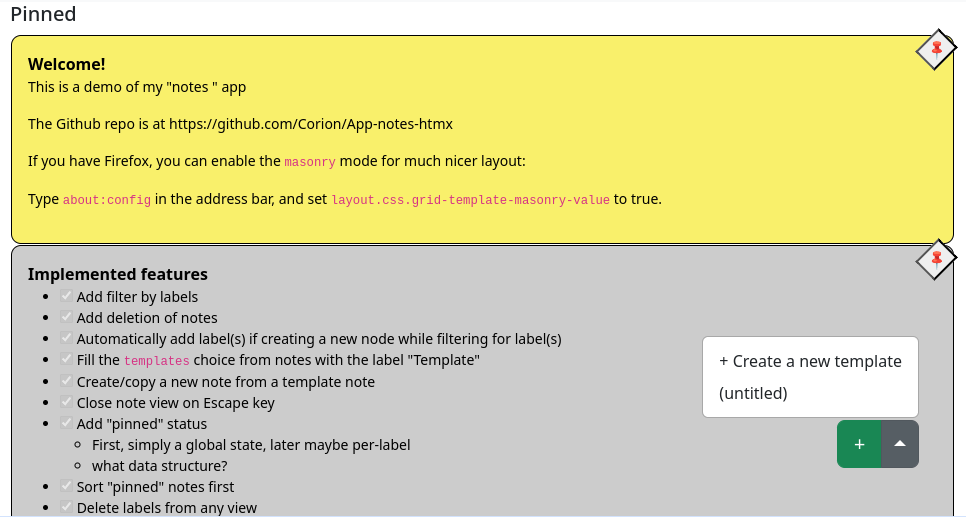 Pinned
Welcome!
This is a demo of my "notes " app
The Github repo is at https://github.com/Corion/App-notes-htmx
If you have Firefox, you can enable the masonry mode for much nicer layout:
Type about:config in the address bar, and set layout.css.grid-template-masonry-value to true.
Implemented features
Add filter by labels
Add deletion of notes
Automatically add label(s) if creating a new node while filtering for label(s)
Fill the templates choice from notes with the label "Template"
Create/copy a new note from a template note
Close note view on Escape key
Add "pinned" status
First, simply a global state, later maybe per-label
what data structure?
Sort "pinned" notes first
Delete labels from any view
+ Create a new template
(untitled)
+